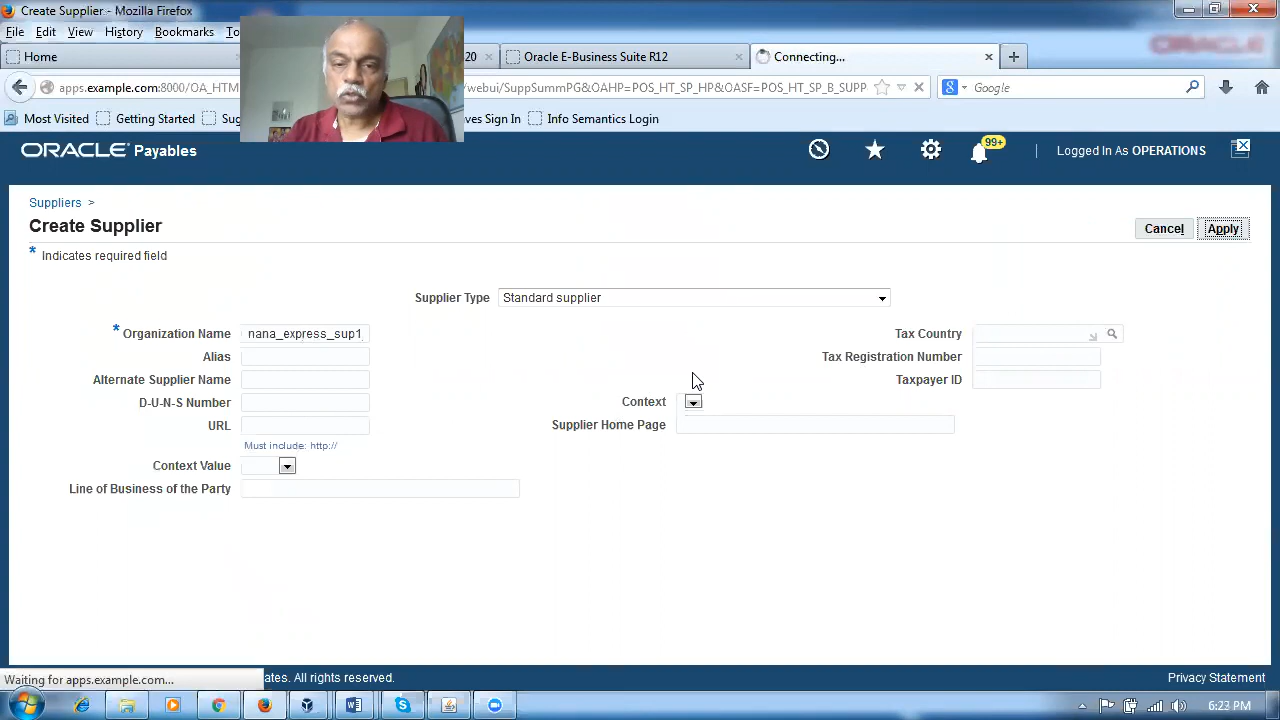 Create Supplier - Mozilla Firefox
File Edit View History Bookmarks
Home 20 Oracle E-Business Suite R12 Connecting...
apps.example.com:8000/OA_HTM webui/SuppSummPG&OAHP=POS_HT_SP_HP&OASF=POS_HT_SP_B_SUPP Google
Most Visited Getting Started Sign In Info Semantics Corporation
ORACLE Payables 99+ Logged In As OPERATIONS
Suppliers >
Create Supplier
Cancel Apply
* Indicates required field
Supplier Type Standard supplier
* Organization Name nana_express_sup1 Tax Country
Alias Tax Registration Number
Alternate Supplier Name Taxpayer ID
D-U-N-S Number Context
URL Supplier Home Page
Must include: http://
Context Value
Line of Business of the Party
Waiting for apps.example.com... ates. All rights reserved. Privacy Statement
6:23 PM